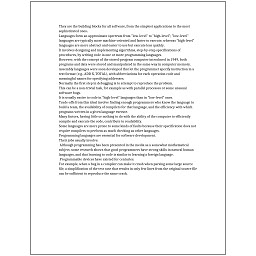 They are the building blocks for all software, from the simplest applications to the most
sophisticated ones.
Languages form an approximate spectrum from "low-level" to "high-level"; "low-level"
languages are typically more machine-oriented and faster to execute, whereas "high-level"
languages are more abstract and easier to use but execute less quickly.
It involves designing and implementing algorithms, step-by-step specifications of
procedures, by writing code in one or more programming languages.
However, with the concept of the stored-program computer introduced in 1949, both
programs and data were stored and manipulated in the same way in computer memory.
Assembly languages were soon developed that let the programmer specify instruction in a
text format (e.g., ADD X, TOTAL), with abbreviations for each operation code and
meaningful names for specifying addresses.
Normally the first step in debugging is to attempt to reproduce the problem.
This can be a non-trivial task, for example as with parallel processes or some unusual
software bugs.
It is usually easier to code in "high-level" languages than in "low-level" ones.
Trade-offs from this ideal involve finding enough programmers who know the language to
build a team, the availability of compilers for that language, and the efficiency with which
programs written in a given language execute.
Many factors, having little or nothing to do with the ability of the computer to efficiently
compile and execute the code, contribute to readability.
Some languages are more prone to some kinds of faults because their specification does not
require compilers to perform as much checking as other languages.
Programming languages are essential for software development.
Their jobs usually involve:
Although programming has been presented in the media as a somewhat mathematical
subject, some research shows that good programmers have strong skills in natural human
languages, and that learning to code is similar to learning a foreign language.
Programmable devices have existed for centuries.
For example, when a bug in a compiler can make it crash when parsing some large source
file, a simplification of the test case that results in only few lines from the original source file
can be sufficient to reproduce the same crash.